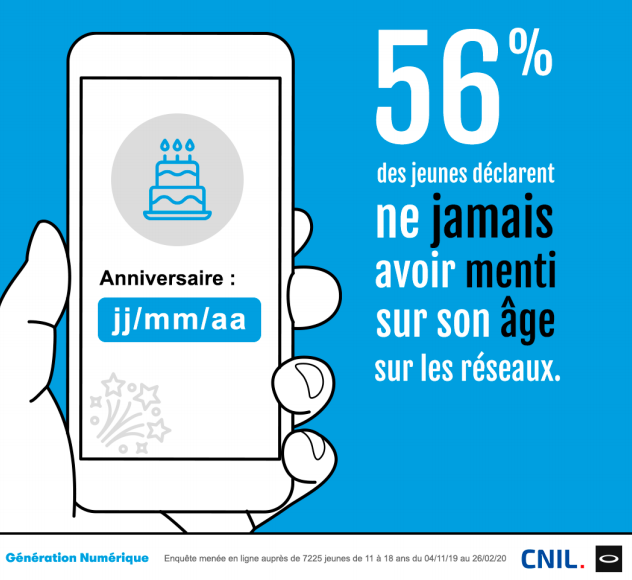 56%
des jeunes déclarent
ne jamais
avoir menti
sur son âge
sur les réseaux.
Anniversaire :
jj/mm/aa
Génération Numérique
Enquête menée en ligne auprès de 7225 jeunes de 11 à 18 ans du 04/11/19 au 26/02/20
CNIL.